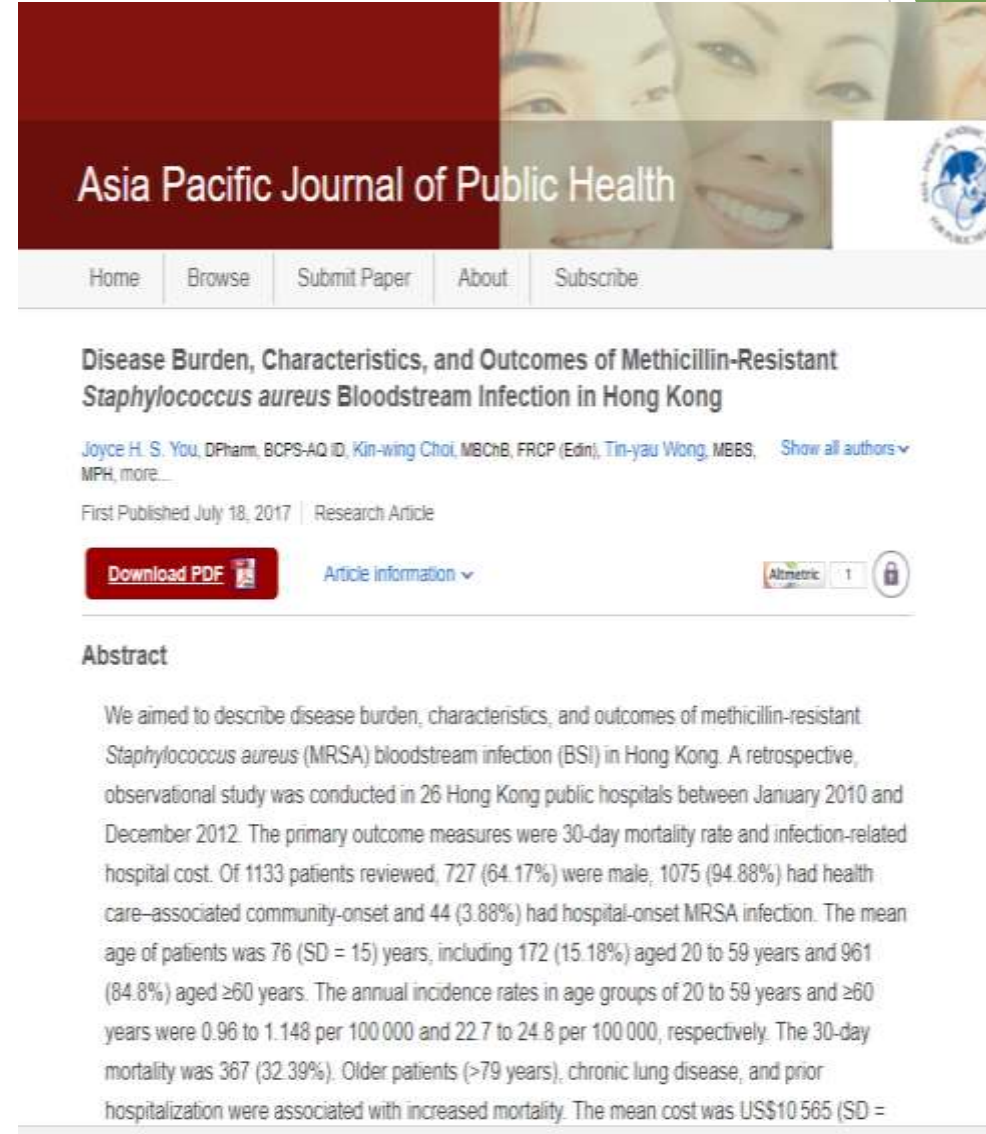 Asia Pacific Journal of Public Health
Home Browse Submit Paper About Subscribe
Disease Burden, Characteristics, and Outcomes of Methicillin-Resistant
Staphylococcus aureus Bloodstream Infection in Hong Kong
Joyce H. S. You, DPharm, BCPS-AQ ID, Kin-wing Choi, MBChB, FRCP (Edin), Tin-yau Wong, MBBS, Show all authors
MPH, more...
First Published July 18, 2017 | Research Article
Download PDF Article information Altmetric 1
Abstract
We aimed to describe disease burden, characteristics, and outcomes of methicillin-resistant
Staphylococcus aureus (MRSA) bloodstream infection (BSI) in Hong Kong. A retrospective,
observational study was conducted in 26 Hong Kong public hospitals between January 2010 and
December 2012. The primary outcome measures were 30-day mortality rate and infection-related
hospital cost. Of 1133 patients reviewed, 727 (64.17%) were male, 1075 (94.88%) had health
care–associated community-onset and 44 (3.88%) had hospital-onset MRSA infection. The mean
age of patients was 76 (SD = 15) years, including 172 (15.18%) aged 20 to 59 years and 961
(84.8%) aged ≥60 years. The annual incidence rates in age groups of 20 to 59 years and ≥60
years were 0.96 to 1.148 per 100 000 and 22.7 to 24.8 per 100 000, respectively. The 30-day
mortality was 367 (32.39%). Older patients (>79 years), chronic lung disease, and prior
hospitalization were associated with increased mortality. The mean cost was US$10 565 (SD =